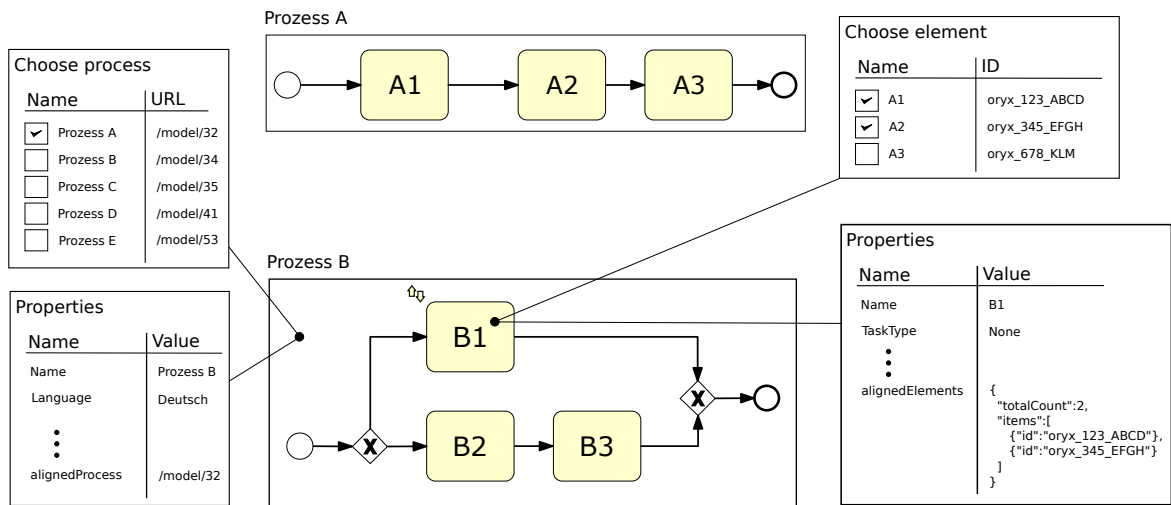 Prozess A
A1
A2
A3
Choose process
Name URL
Prozess A /model/32
Prozess B /model/34
Prozess C /model/35
Prozess D /model/41
Prozess E /model/53
Choose element
Name ID
A1 oryx_123_ABCD
A2 oryx_345_EFGH
A3 oryx_678_KLM
Prozess B
B1
B2
B3
X
X
Properties
Name Value
Name Prozess B
Language Deutsch
alignedProcess /model/32
Properties
Name Value
Name B1
TaskType None
alignedElements {
"totalCount":2,
"items":[
{"id":"oryx_123_ABCD"},
{"id":"oryx_345_EFGH"}
]
}